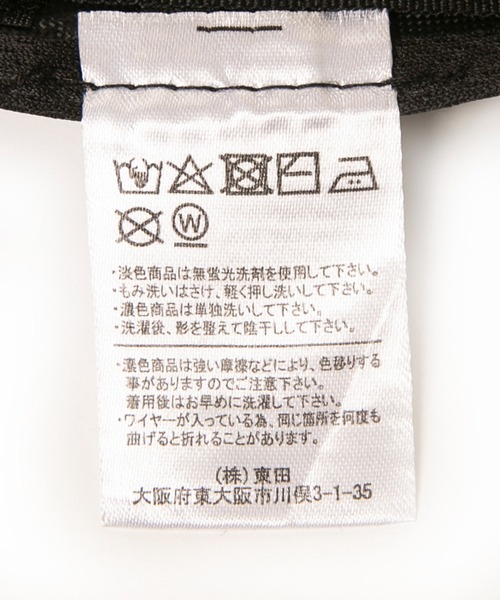 W
・淡色商品は無蛍光洗剤を使用して下さい。
・もみ洗いはさけ、軽く押し洗いして下さい。
・濃色商品は単独洗いして下さい。
・洗濯後、形を整えて陰干しして下さい。
・濃色商品は強い摩擦などにより、色移りする
事がありますのでご注意下さい。
着用後はお早めに洗濯して下さい。
・ワイヤーが入っている為、同じ箇所を何度も
曲げると折れることがあります。
(株)東田
大阪府東大阪市川俣3-1-35